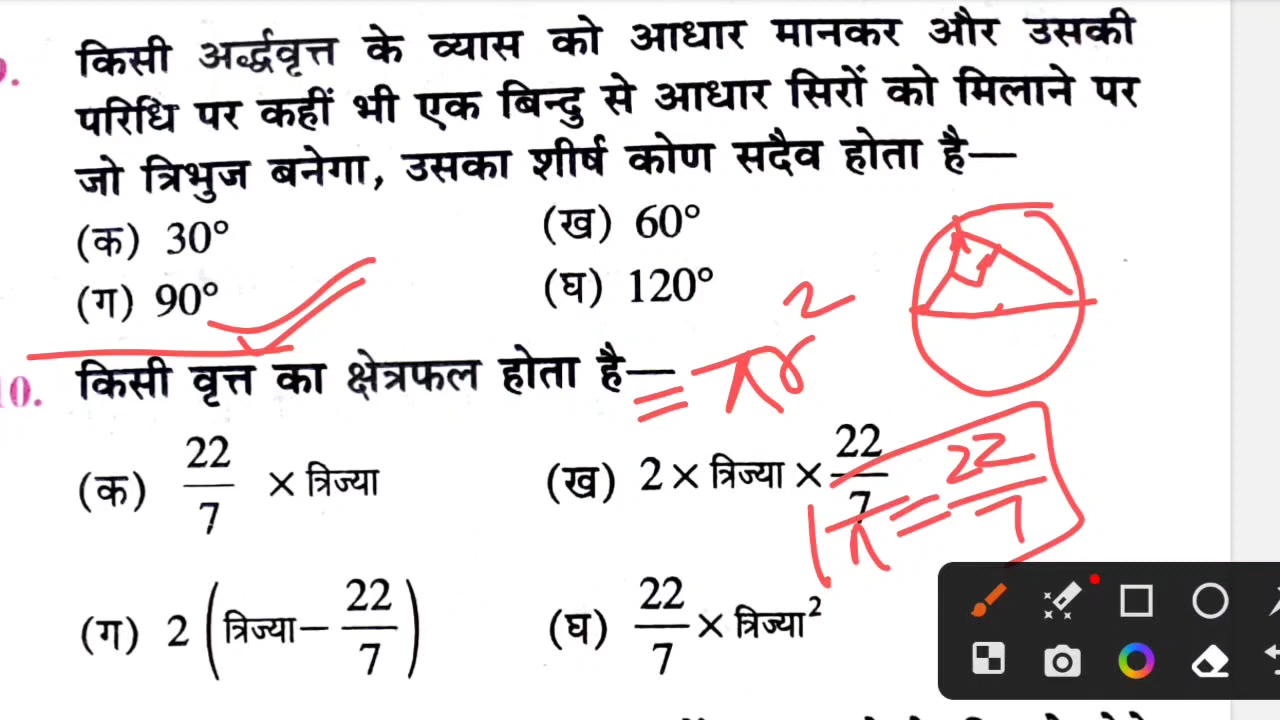 किसी अर्द्धवृत्त के व्यास को आधार मानकर और उसकी
परिधि पर कहीं भी एक बिन्दु से आधार सिरों को मिलाने पर
जो त्रिभुज बनेगा, उसका शीर्ष कोण सदैव होता है—
(क) 30° (ख) 60°
(ग) 90° (घ) 120°
10. किसी वृत्त का क्षेत्रफल होता है— = πr²
(क) 22/7 × त्रिज्या (ख) 2 × त्रिज्या × 22/7
π = 22/7
(ग) 2 (त्रिज्या − 22/7) (घ) 22/7 × त्रिज्या²